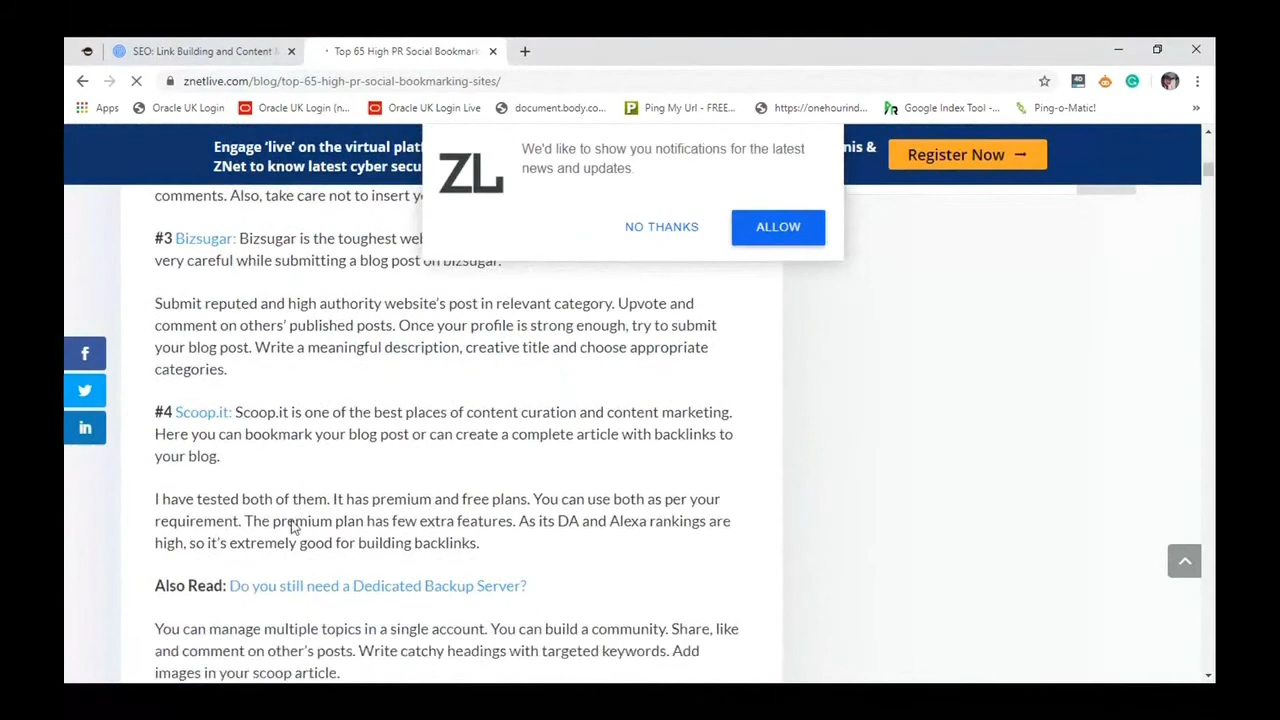 SEO: Link Building and Content M
Top 65 High PR Social Bookmark
znetlive.com/blog/top-65-high-pr-social-bookmarking-sites/
40
Apps
Oracle UK Login
Oracle UK Login (n...
Oracle UK Login Live
document.body.co...
Ping My Url - FREE...
https://onehourind...
Google Index Tool -...
Ping-o-Matic!
»
Engage 'live' on the virtual platf
nis &
ZNet to know latest cyber secu
Register Now →
ZL
We'd like to show you notifications for the latest
news and updates.
NO THANKS
ALLOW
comments. Also, take care not to insert y
#3 Bizsugar: Bizsugar is the toughest web
very careful while submitting a blog post on bizsugar.
Submit reputed and high authority website's post in relevant category. Upvote and
comment on others' published posts. Once your profile is strong enough, try to submit
your blog post. Write a meaningful description, creative title and choose appropriate
categories.
#4 Scoop.it: Scoop.it is one of the best places of content curation and content marketing.
Here you can bookmark your blog post or can create a complete article with backlinks to
your blog.
I have tested both of them. It has premium and free plans. You can use both as per your
requirement. The premium plan has few extra features. As its DA and Alexa rankings are
high, so it's extremely good for building backlinks.
Also Read: Do you still need a Dedicated Backup Server?
You can manage multiple topics in a single account. You can build a community. Share, like
and comment on other's posts. Write catchy headings with targeted keywords. Add
images in your scoop article.